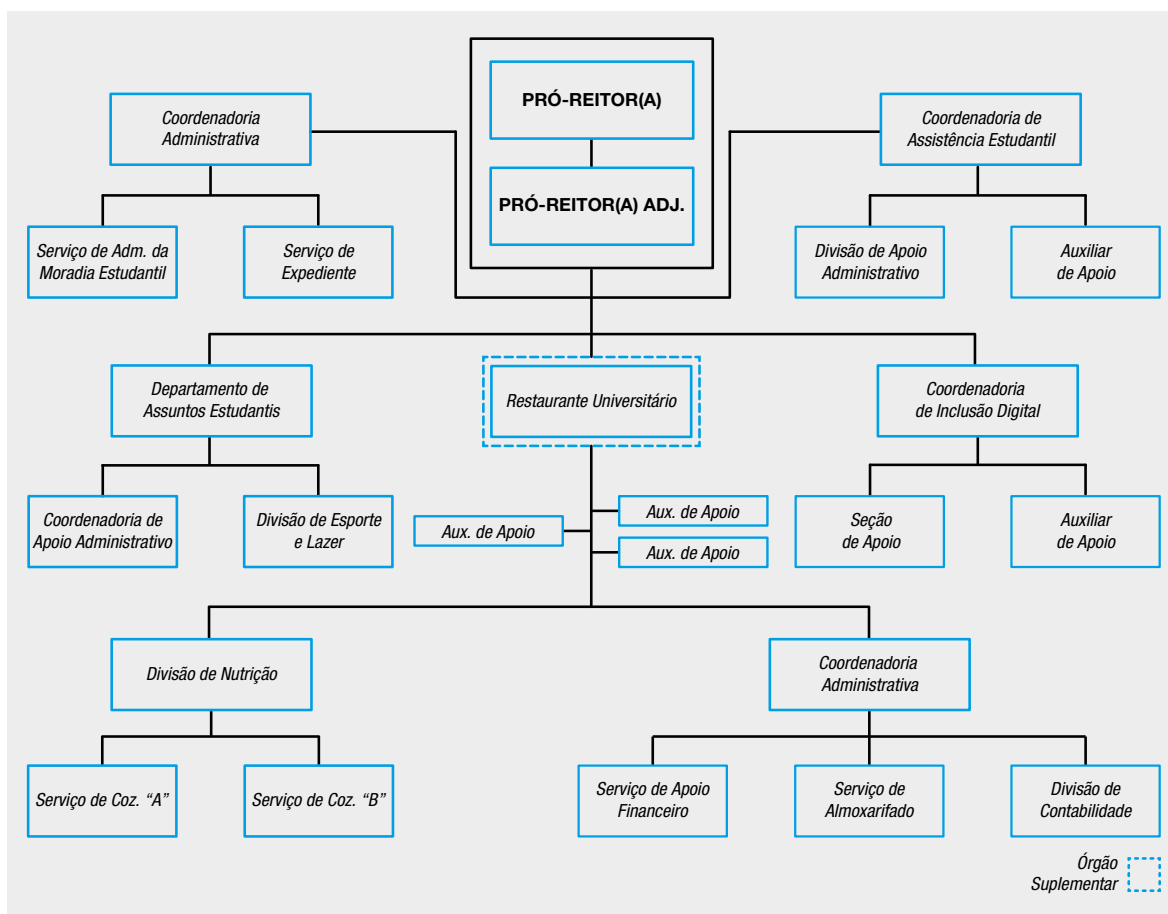 PRÓ-REITOR(A)
PRÓ-REITOR(A) ADJ.
Coordenadoria
Administrativa
Coordenadoria de
Assistência Estudantil
Serviço de Adm. da
Moradia Estudantil
Serviço de
Expediente
Divisão de Apoio
Administrativo
Auxiliar
de Apoio
Departamento de
Assuntos Estudantis
Restaurante Universitário
Coordenadoria
de Inclusão Digital
Coordenadoria de
Apoio Administrativo
Divisão de Esporte
e Lazer
Aux. de Apoio
Aux. de Apoio
Aux. de Apoio
Seção
de Apoio
Auxiliar
de Apoio
Divisão de Nutrição
Coordenadoria
Administrativa
Serviço de Coz. “A”
Serviço de Coz. “B”
Serviço de Apoio
Financeiro
Serviço de
Almoxarifado
Divisão de
Contabilidade
Órgão
Suplementar